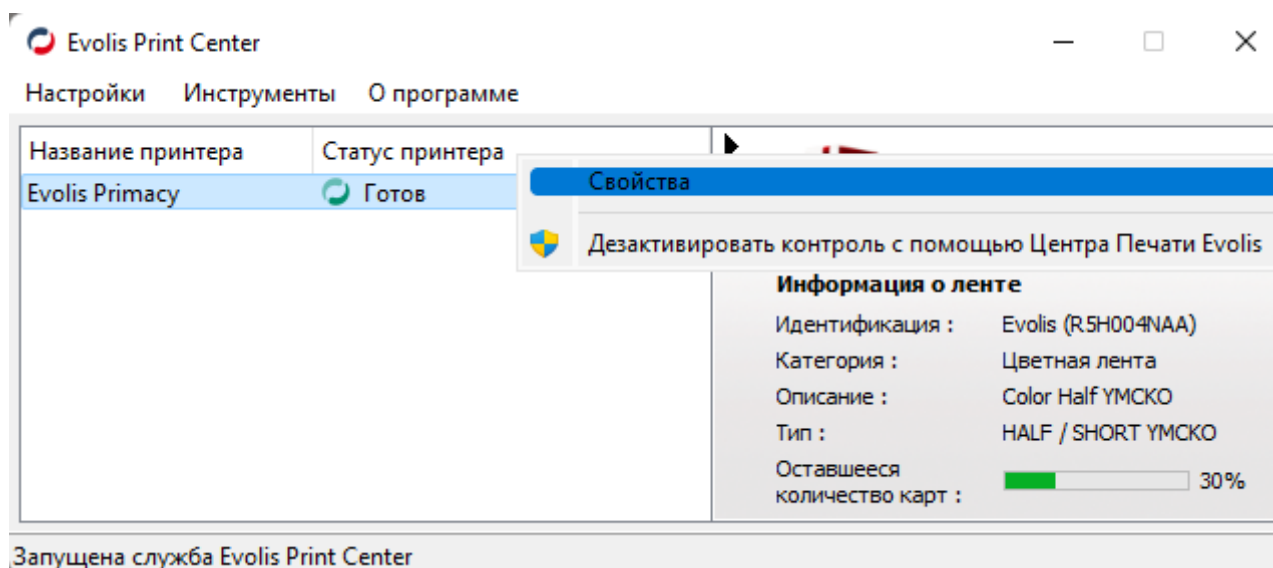 Evolis Print Center
Настройки Инструменты О программе
Название принтера Статус принтера
Evolis Primacy Готов
Свойства
Дезактивировать контроль с помощью Центра Печати Evolis
Информация о ленте
Идентификация : Evolis (R5H004NAA)
Категория : Цветная лента
Описание : Color Half YMCKO
Тип : HALF / SHORT YMCKO
Оставшееся
количество карт : 30%
Запущена служба Evolis Print Center